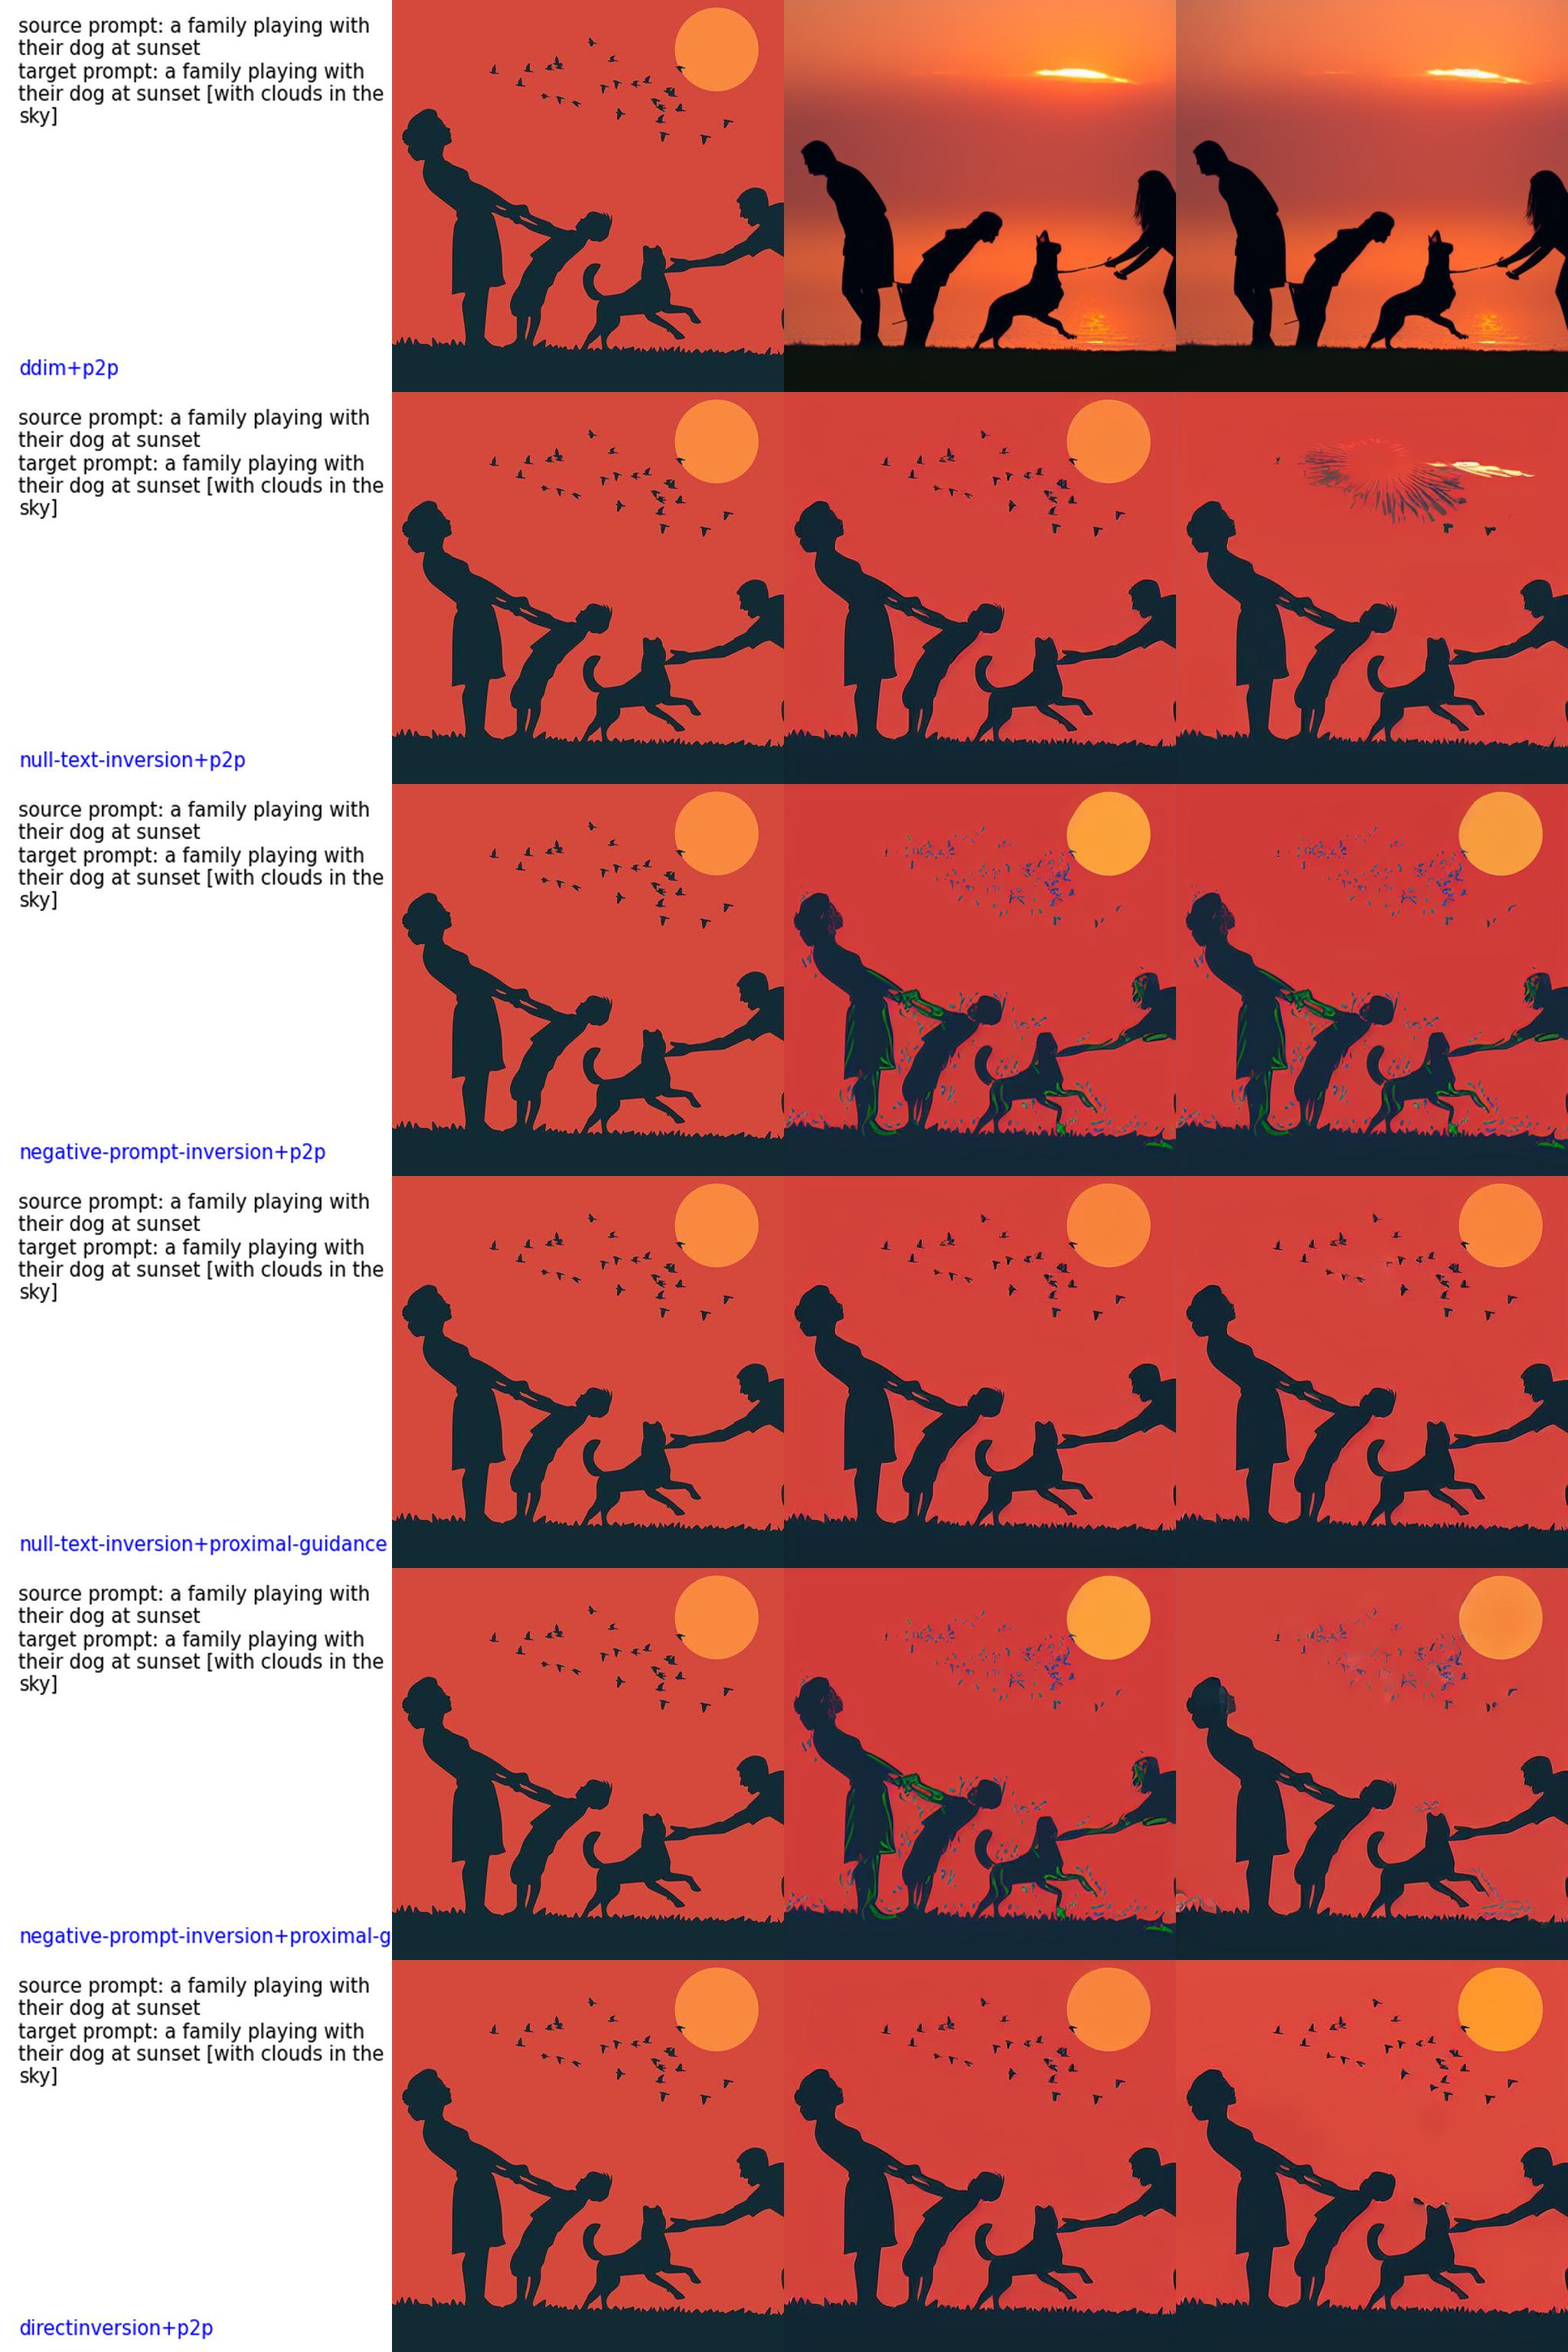 source prompt: a family playing with
their dog at sunset
target prompt: a family playing with
their dog at sunset [with clouds in the
sky]
ddim+p2p
source prompt: a family playing with
their dog at sunset
target prompt: a family playing with
their dog at sunset [with clouds in the
sky]
null-text-inversion+p2p
source prompt: a family playing with
their dog at sunset
target prompt: a family playing with
their dog at sunset [with clouds in the
sky]
negative-prompt-inversion+p2p
source prompt: a family playing with
their dog at sunset
target prompt: a family playing with
their dog at sunset [with clouds in the
sky]
null-text-inversion+proximal-guidance
source prompt: a family playing with
their dog at sunset
target prompt: a family playing with
their dog at sunset [with clouds in the
sky]
negative-prompt-inversion+proximal-g
source prompt: a family playing with
their dog at sunset
target prompt: a family playing with
their dog at sunset [with clouds in the
sky]
directinversion+p2p